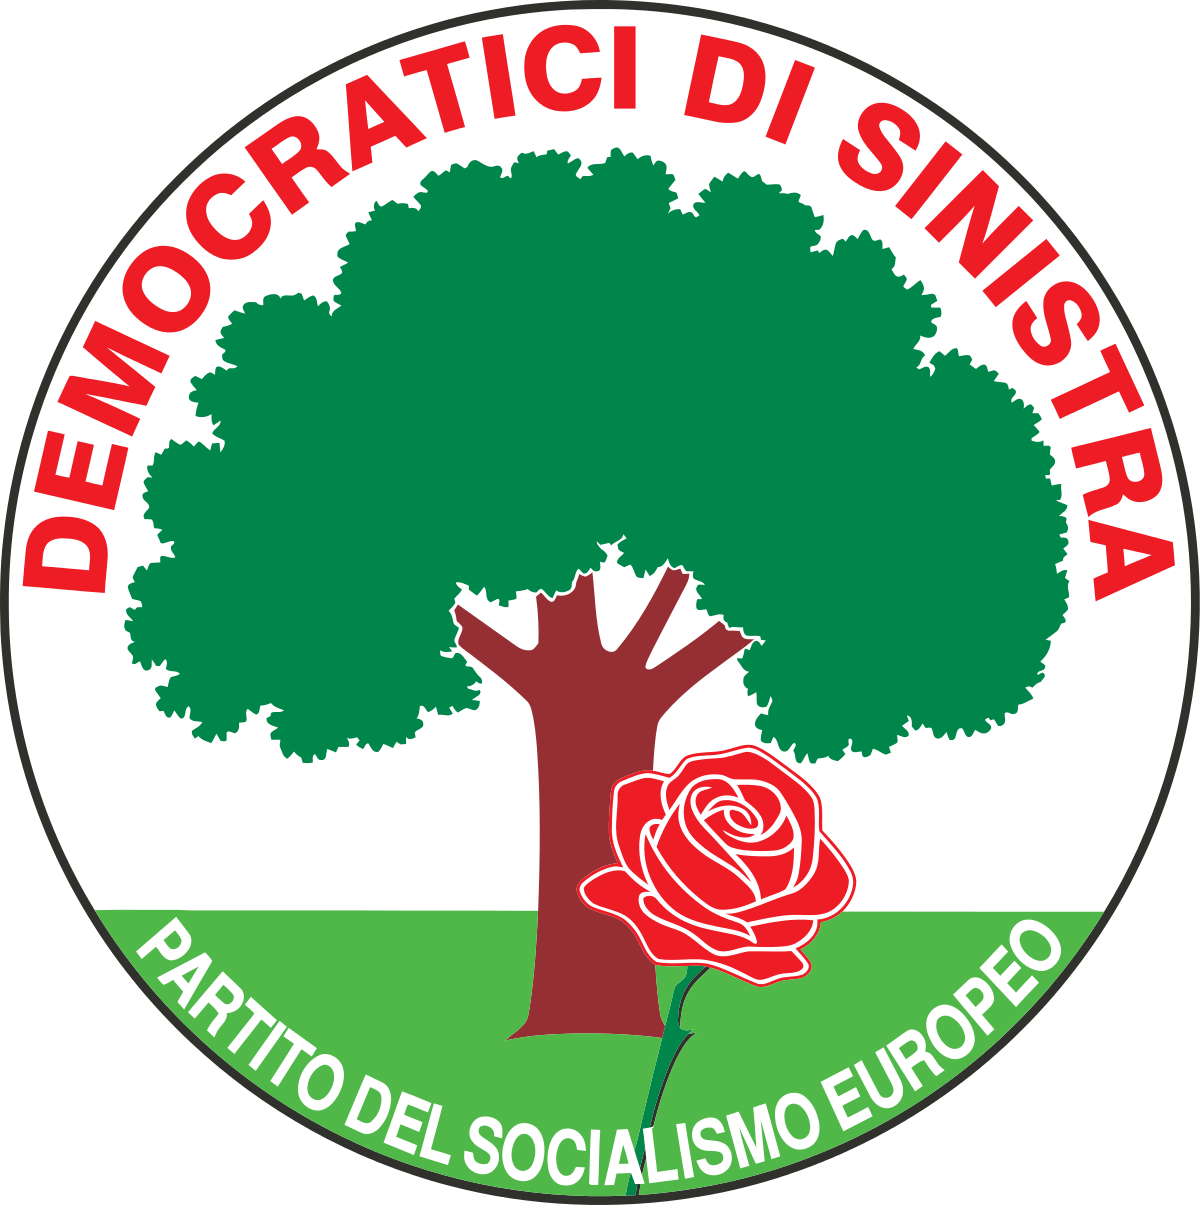 DEMOCRATICI DI SINISTRA
PARTITO DEL SOCIALISMO EUROPEO